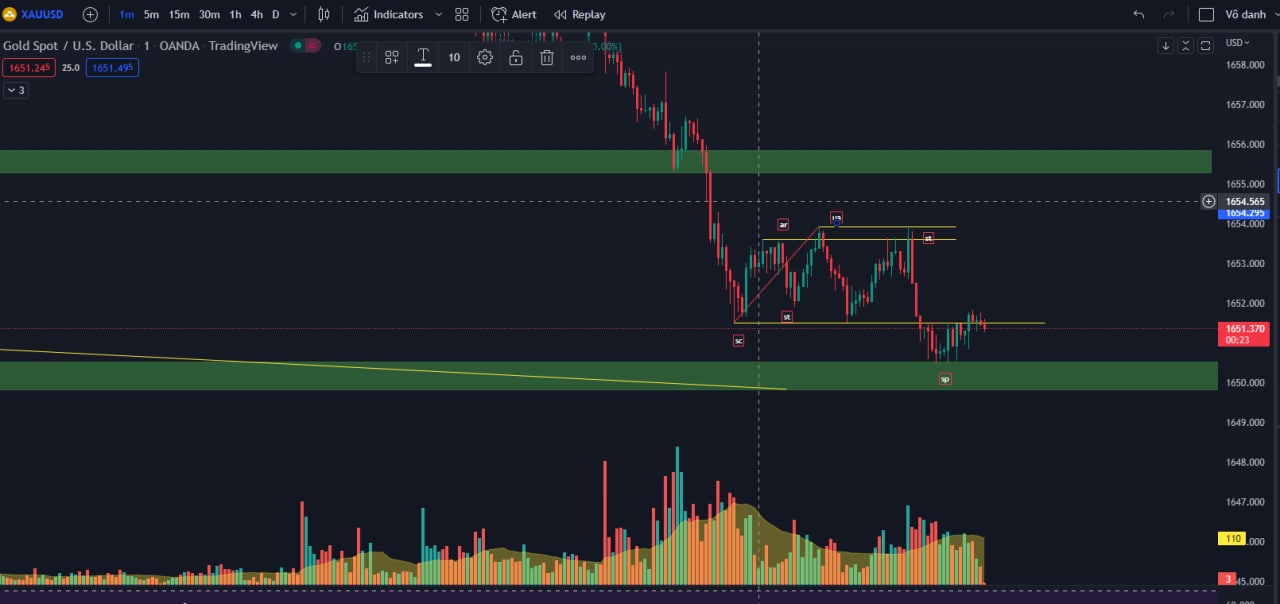 XAUUSD 1m 5m 15m 30m 1h 4h D Indicators Alert Replay Vô danh
Gold Spot / U.S. Dollar · 1 · OANDA · TradingView O165 0.00%) USD
1651.245 25.0 1651.495 10
3
1658.000
1657.000
1656.000
1655.000
1654.565
1654.295
1654.000
1653.000
1652.000
1651.370
00:23
1650.000
1649.000
1648.000
1647.000
110
.000
3
45.000
ar
st
st
sc
sp